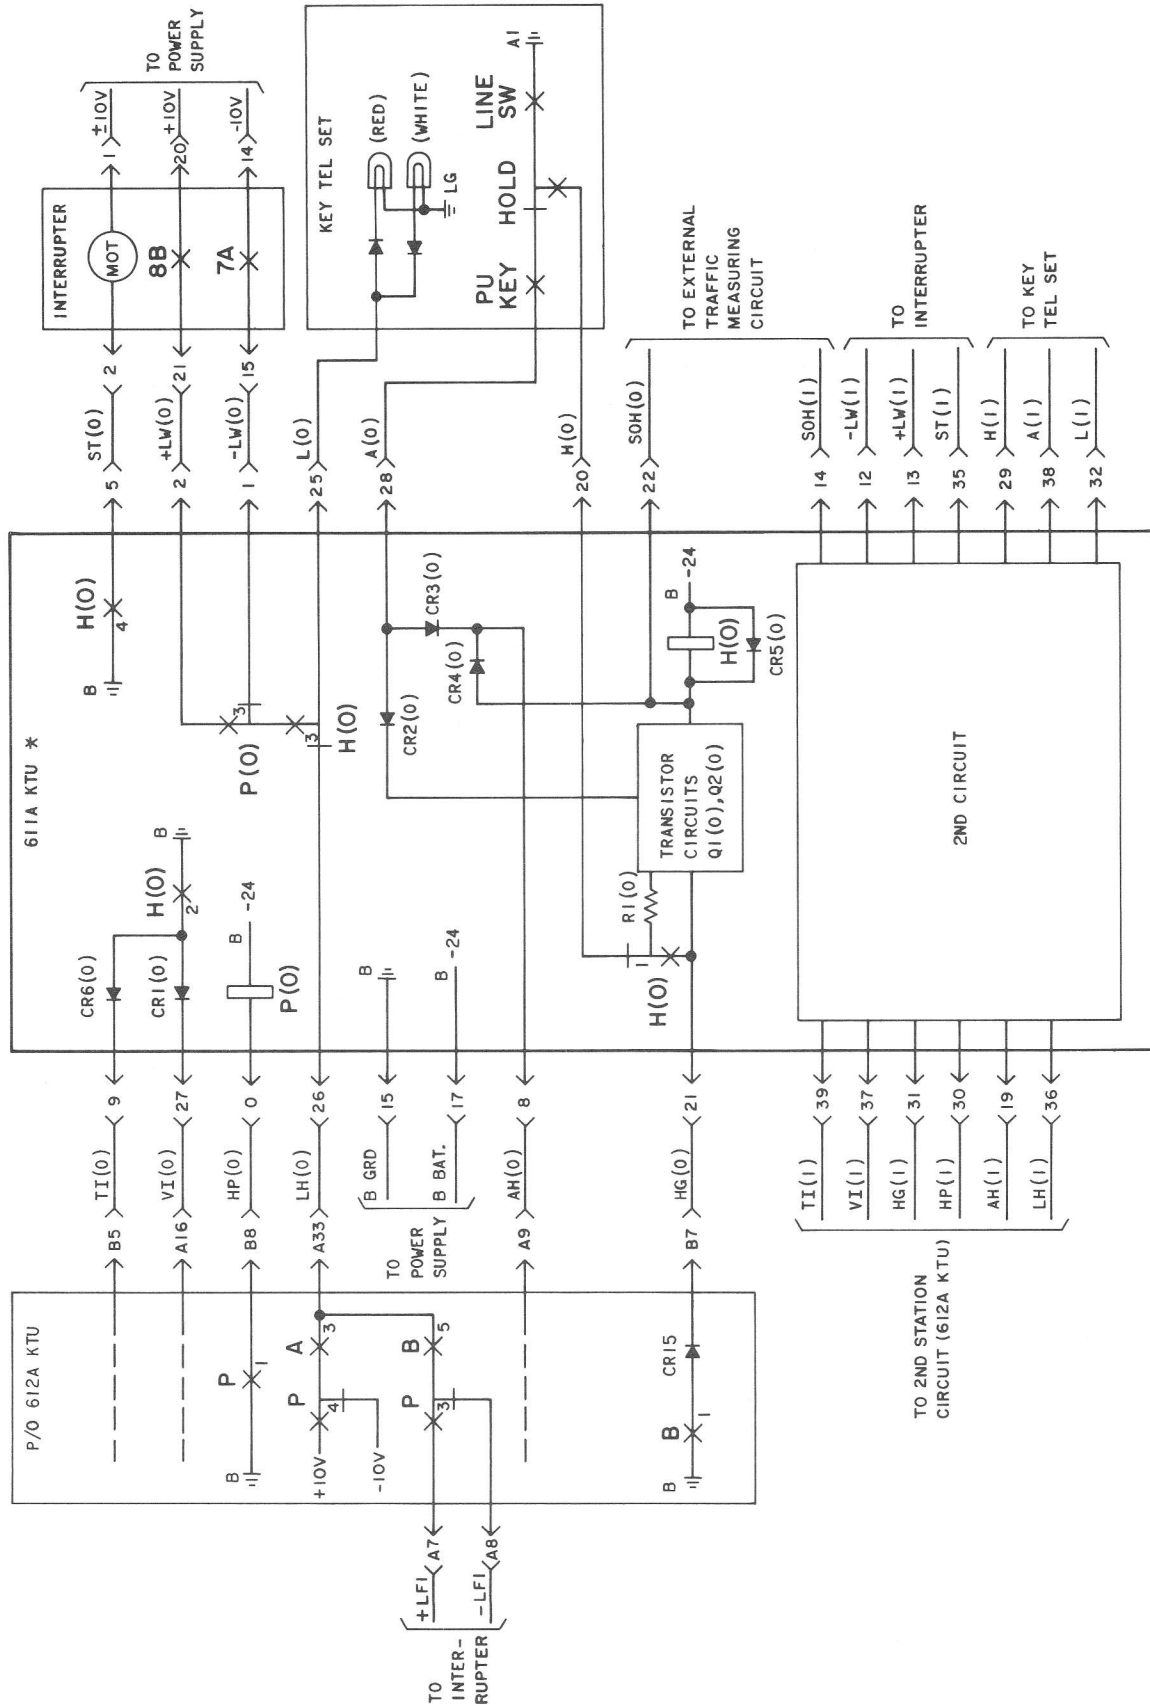 P/O 612A KTU
611A KTU *
INTERRUPTER
TO
POWER
SUPPLY
B5
TI(0)
9
CR6(0)
B
H(0)
4
5
ST(0)
2
MOT
1
±10V
A16
VI(0)
27
CR1(0)
H(0)
2
B
2
+LW(0)
21
8B
20
+10V
B
P
1
B8
HP(0)
0
P(0)
B
-24
P(0)
3
1
-LW(0)
15
7A
14
-10V
+10V
P
4
A
3
A33
LH(0)
26
3
H(0)
25
L(0)
KEY TEL SET
(RED)
(WHITE)
LG
-10V
TO
INTER-
RUPTER
+LF1
A7
P
3
B
5
-LF1
A8
TO
POWER
SUPPLY
B GRD
15
B
B BAT.
17
B
-24
CR2(0)
CR3(0)
CR4(0)
28
A(0)
PU
KEY
HOLD
LINE
SW
A1
A9
AH(0)
8
20
H(0)
22
SOH(0)
TO EXTERNAL
TRAFFIC
MEASURING
CIRCUIT
B
B
1
CR15
B7
HG(0)
21
H(0)
1
R1(0)
TRANSISTOR
CIRCUITS
Q1(0),Q2(0)
H(0)
B
-24
CR5(0)
TO 2ND STATION
CIRCUIT (612A KTU)
TI(1)
39
VI(1)
37
HG(1)
31
HP(1)
30
AH(1)
19
LH(1)
36
2ND CIRCUIT
14
SOH(1)
12
-LW(1)
13
+LW(1)
35
ST(1)
TO
INTERRUPTER
29
H(1)
38
A(1)
32
L(1)
TO KEY
TEL SET